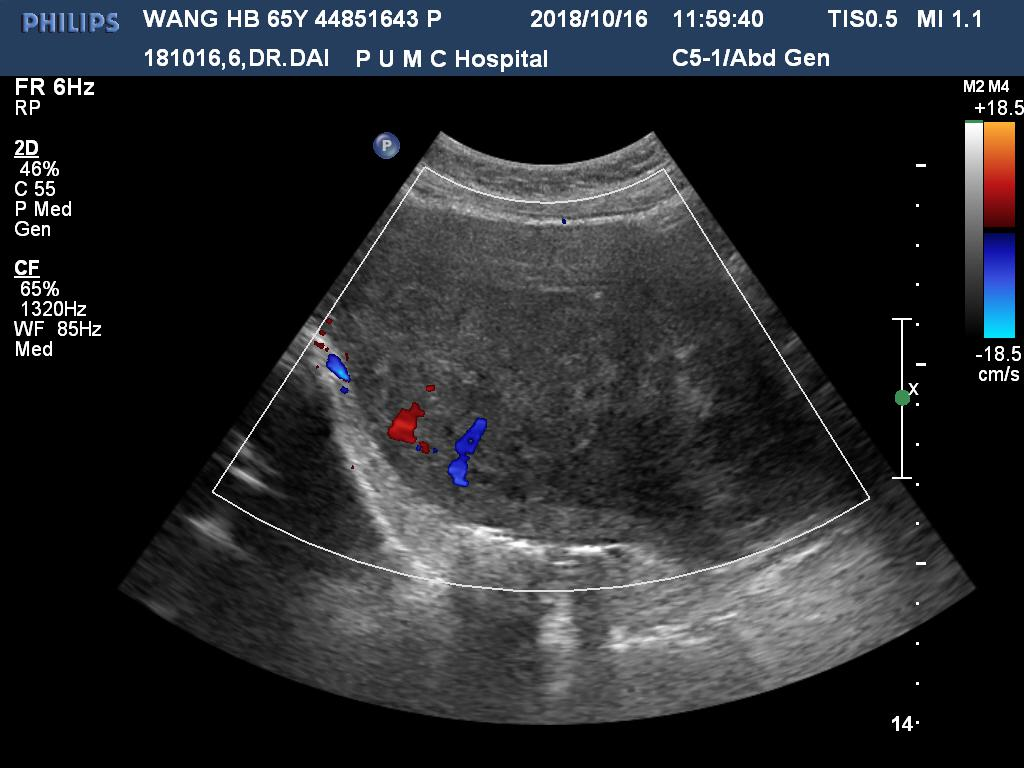 PHILIPS
WANG HB 65Y 44851643 P 2018/10/16 11:59:40 TIS0.5 MI 1.1
181016,6,DR.DAI P U M C Hospital C5-1/Abd Gen
FR 6Hz
RP
2D
46%
C 55
P Med
Gen
CF
65%
1320Hz
WF 85Hz
Med
P
M2 M4
+18.5
-18.5
cm/s
X
14